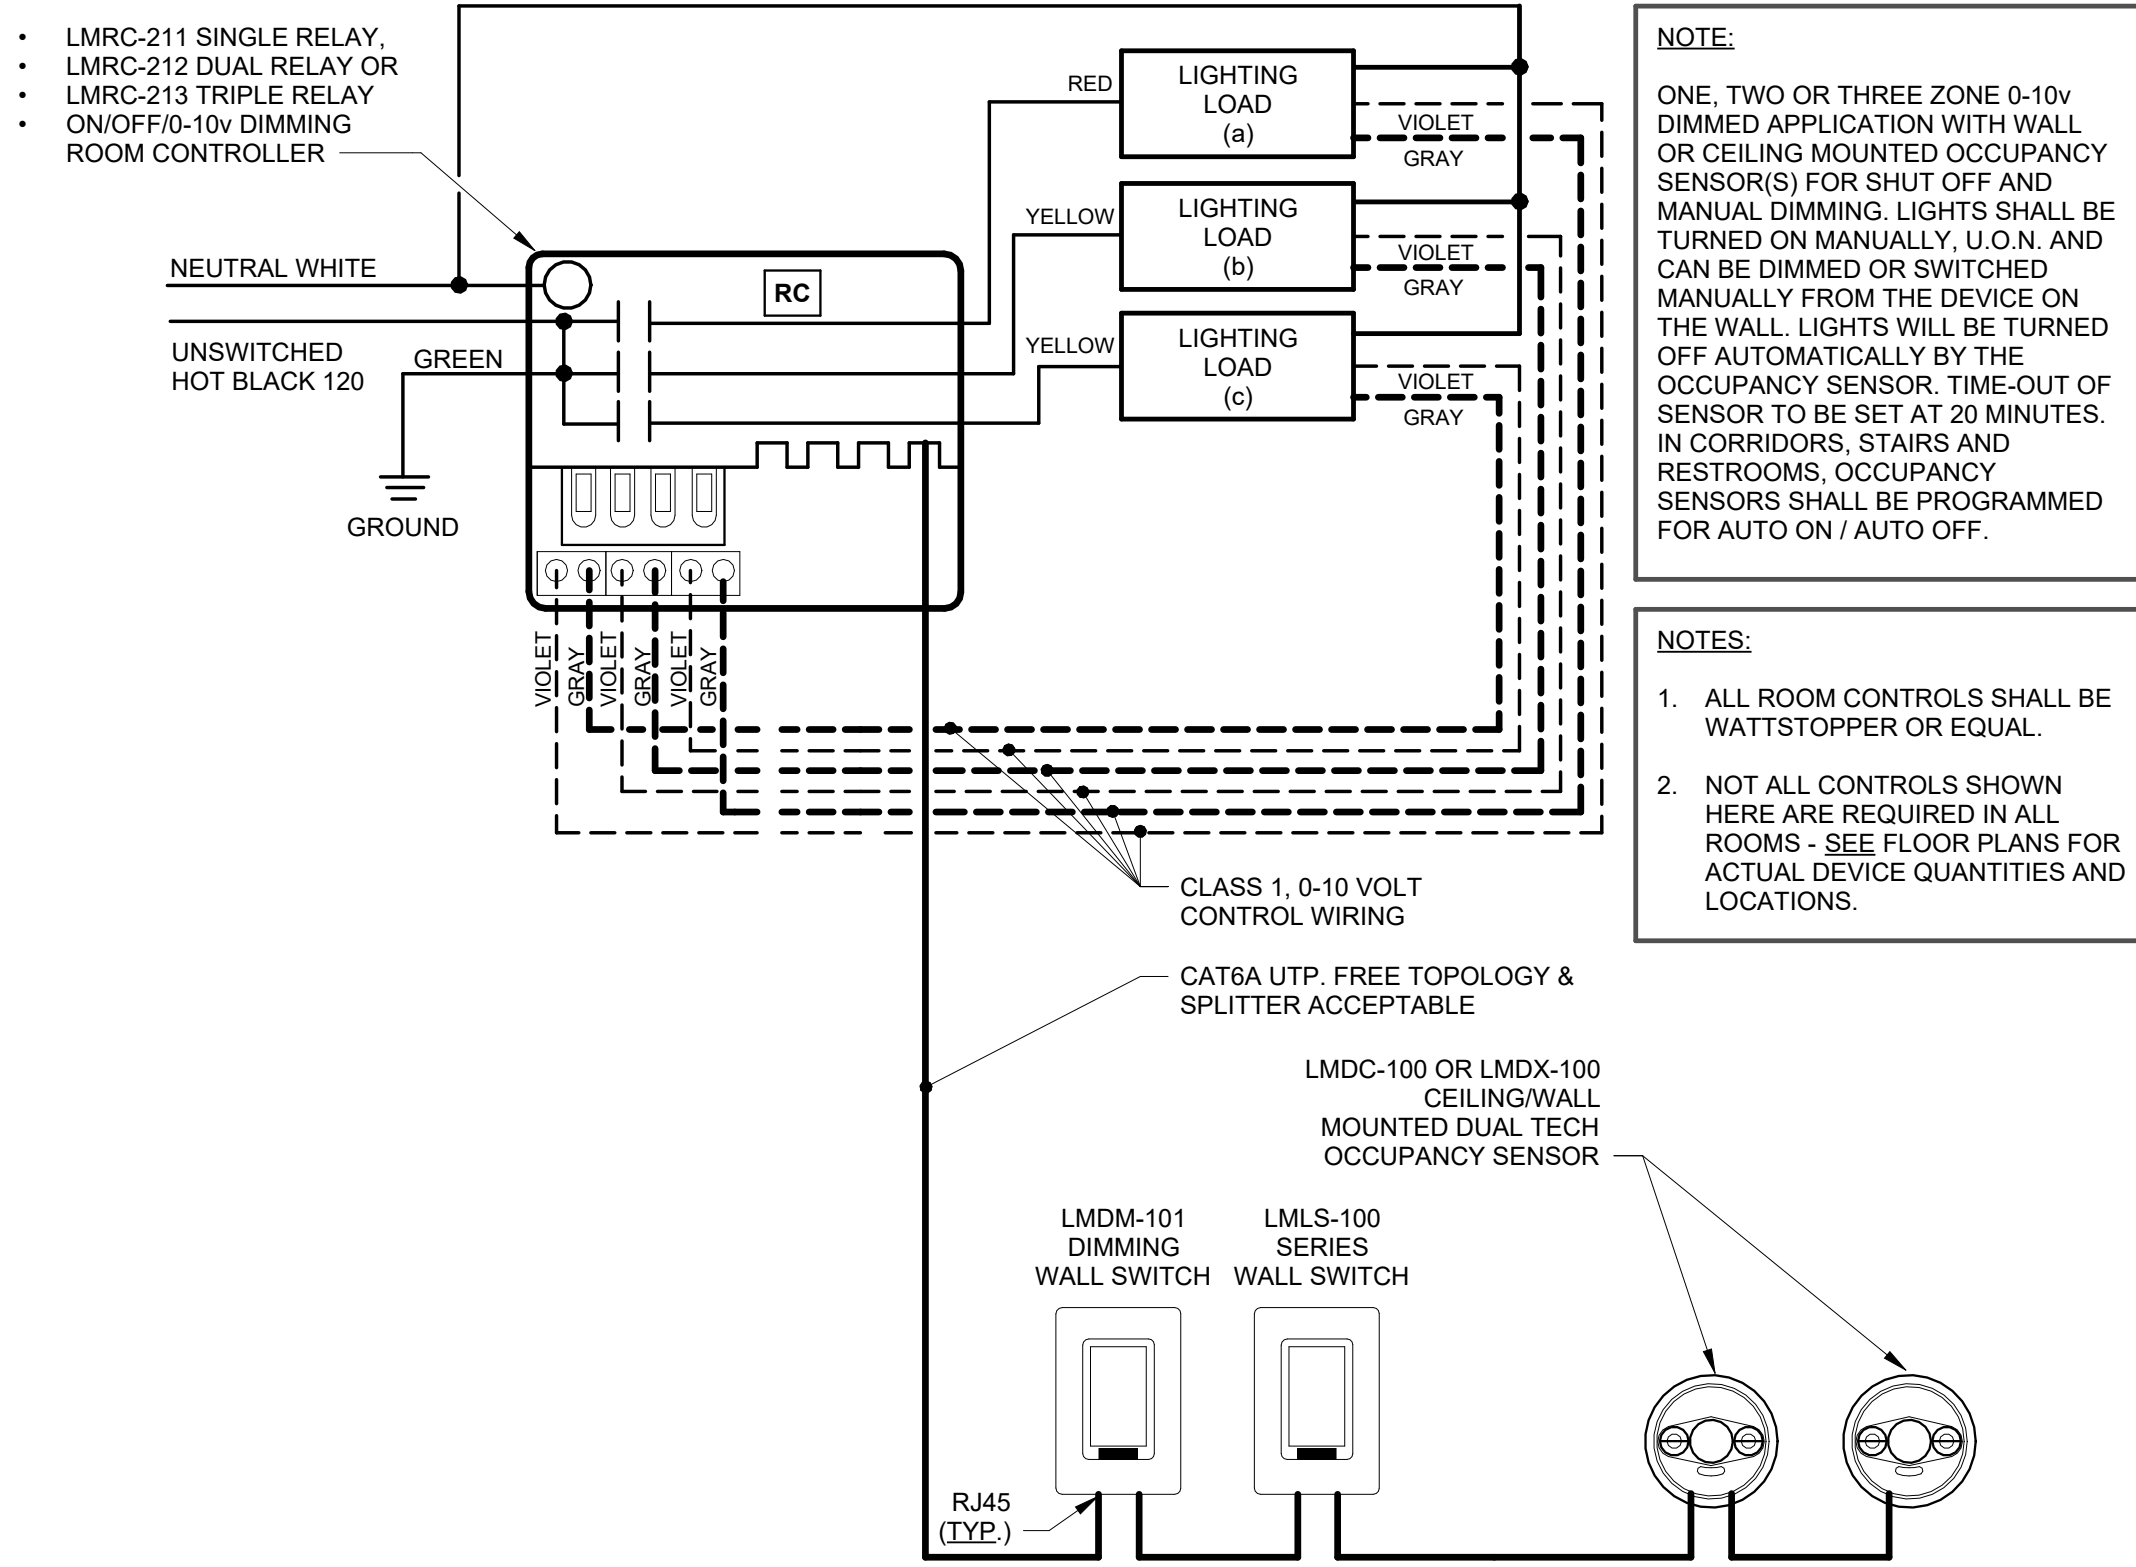 • LMRC-211 SINGLE RELAY,
• LMRC-212 DUAL RELAY OR
• LMRC-213 TRIPLE RELAY
• ON/OFF/0-10v DIMMING
ROOM CONTROLLER
NEUTRAL WHITE
UNSWITCHED
HOT BLACK 120
GREEN
GROUND
RC
RED
LIGHTING
LOAD
(a)
VIOLET
GRAY
YELLOW
LIGHTING
LOAD
(b)
VIOLET
GRAY
YELLOW
LIGHTING
LOAD
(c)
VIOLET
GRAY
VIOLET
GRAY
VIOLET
GRAY
VIOLET
GRAY
CLASS 1, 0-10 VOLT
CONTROL WIRING
CAT6A UTP. FREE TOPOLOGY &
SPLITTER ACCEPTABLE
LMDC-100 OR LMDX-100
CEILING/WALL
MOUNTED DUAL TECH
OCCUPANCY SENSOR
LMDM-101
DIMMING
WALL SWITCH
LMLS-100
SERIES
WALL SWITCH
RJ45
(TYP.)
NOTE:
ONE, TWO OR THREE ZONE 0-10v
DIMMED APPLICATION WITH WALL
OR CEILING MOUNTED OCCUPANCY
SENSOR(S) FOR SHUT OFF AND
MANUAL DIMMING. LIGHTS SHALL BE
TURNED ON MANUALLY, U.O.N. AND
CAN BE DIMMED OR SWITCHED
MANUALLY FROM THE DEVICE ON
THE WALL. LIGHTS WILL BE TURNED
OFF AUTOMATICALLY BY THE
OCCUPANCY SENSOR. TIME-OUT OF
SENSOR TO BE SET AT 20 MINUTES.
IN CORRIDORS, STAIRS AND
RESTROOMS, OCCUPANCY
SENSORS SHALL BE PROGRAMMED
FOR AUTO ON / AUTO OFF.
NOTES:
1. ALL ROOM CONTROLS SHALL BE
WATTSTOPPER OR EQUAL.
2. NOT ALL CONTROLS SHOWN
HERE ARE REQUIRED IN ALL
ROOMS - SEE FLOOR PLANS FOR
ACTUAL DEVICE QUANTITIES AND
LOCATIONS.